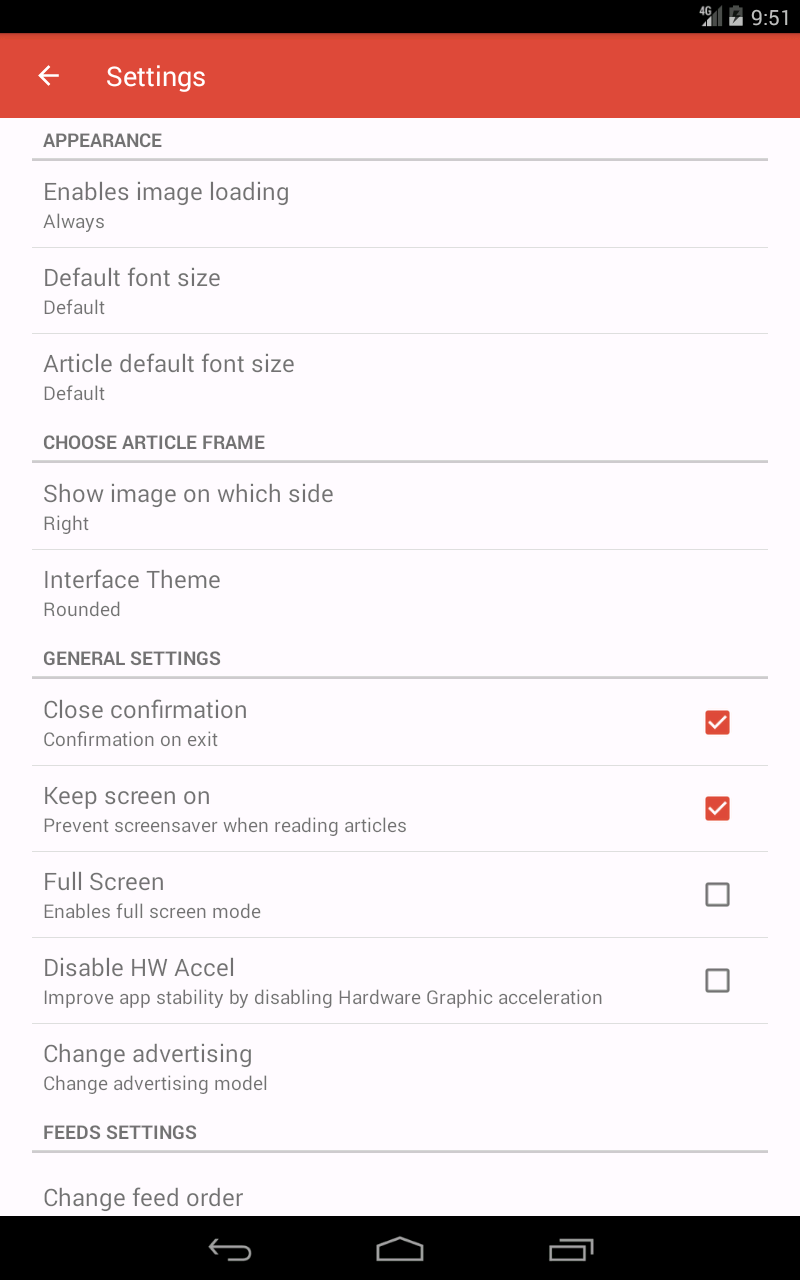 4G 9:51
Settings
APPEARANCE
Enables image loading
Always
Default font size
Default
Article default font size
Default
CHOOSE ARTICLE FRAME
Show image on which side
Right
Interface Theme
Rounded
GENERAL SETTINGS
Close confirmation
Confirmation on exit
Keep screen on
Prevent screensaver when reading articles
Full Screen
Enables full screen mode
Disable HW Accel
Improve app stability by disabling Hardware Graphic acceleration
Change advertising
Change advertising model
FEEDS SETTINGS
Change feed order